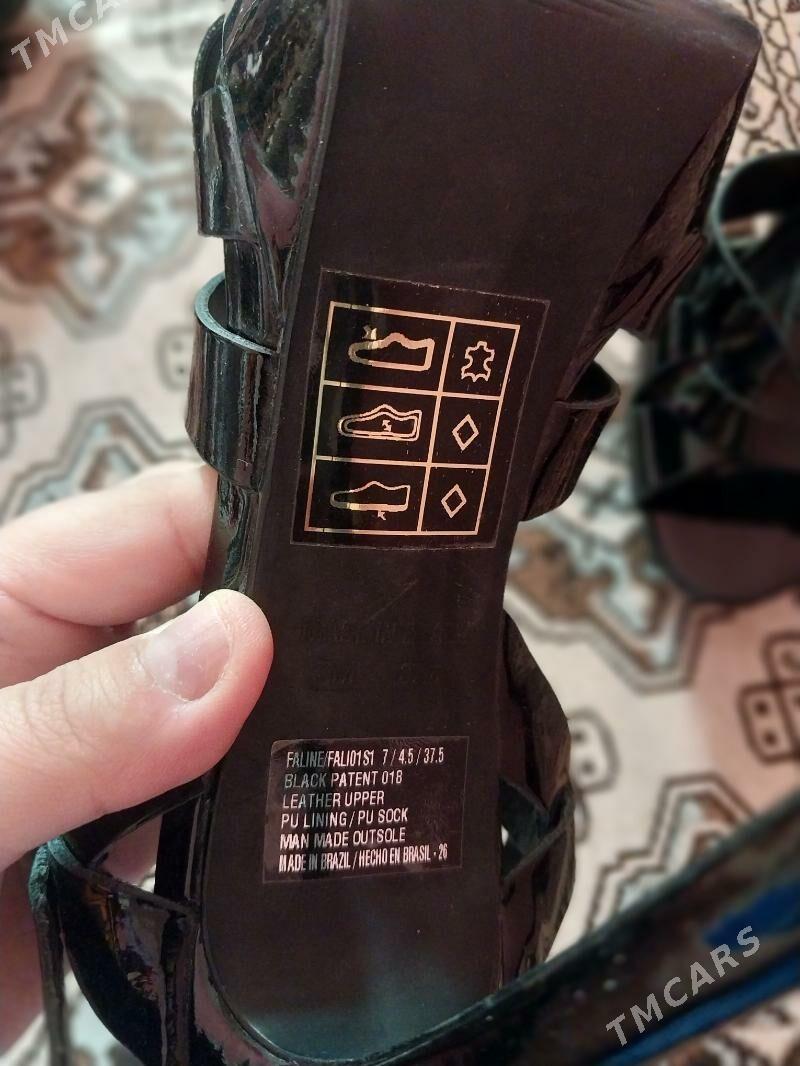 TMCARS
FALINE/FALI01S1 7 / 4.5 / 37.5
BLACK PATENT 018
LEATHER UPPER
PU LINING / PU SOCK
MAN MADE OUTSOLE
MADE IN BRAZIL / HECHO EN BRASIL - 26
TMCARS